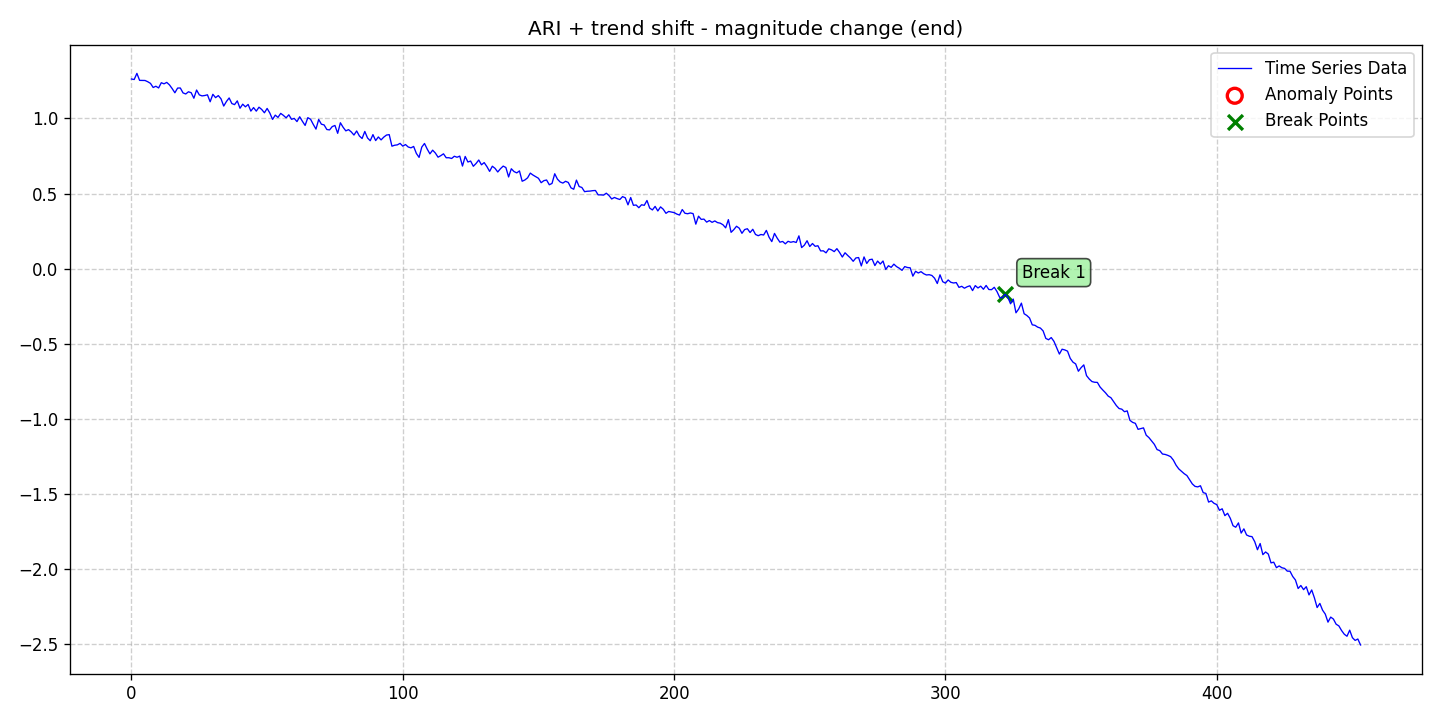 ARI + trend shift - magnitude change (end)
Time Series Data
Anomaly Points
Break Points
Break 1
1.0
0.5
0.0
−0.5
−1.0
−1.5
−2.0
−2.5
0
100
200
300
400